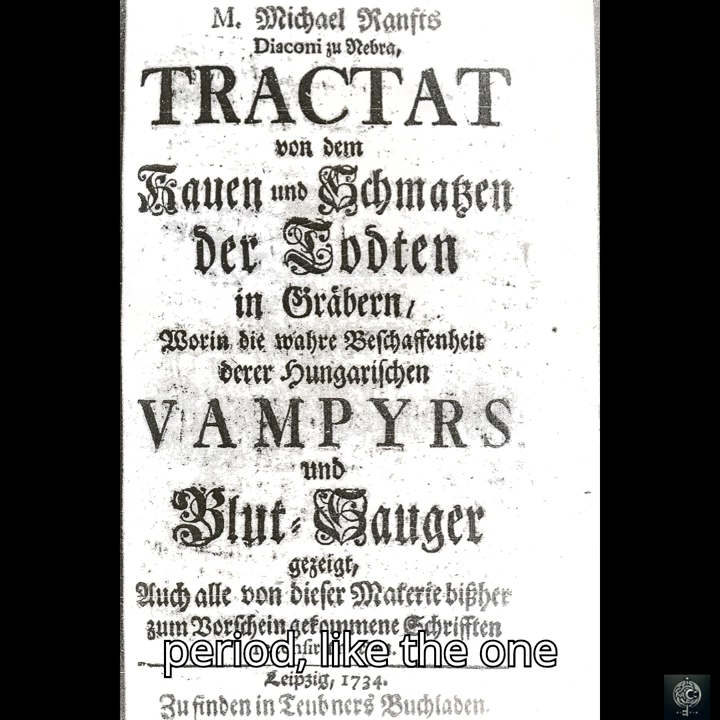 M. Michael Ranfts
Diaconi zu Nebra,
TRACTAT
von dem
Kauen und Schmatzen
der Todten
in Gräbern,
Worin die wahre Beschaffenheit
derer Hungarischen
VAMPYRS
und
Blut-Sauger
gezeigt,
Auch alle von dieser Materie bißher
zum Vorschein gekommene Schrifften
period, like the one
Leipzig, 1734.
Zu finden in Teubners Buchladen.